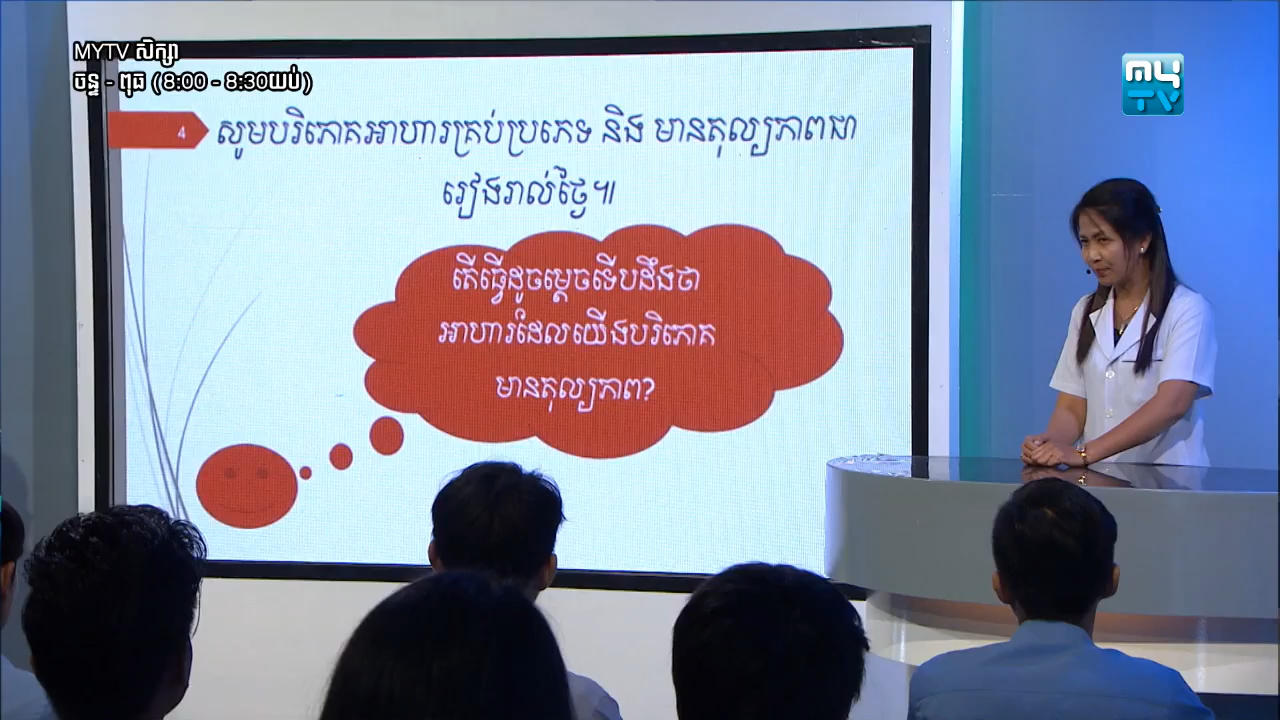 MYTV សិក្សា
ចន្ទ - ពុធ (8:00 - 8:30យប់)
MY
TV
4
សូមបរិភោគអាហារគ្រប់ប្រភេទ និង មានតុល្យភាពជា
រៀងរាល់ថ្ងៃ៕
តើធ្វើដូចម្តេចទើបដឹងថា
អាហារដែលយើងបរិភោគ
មានតុល្យភាព?